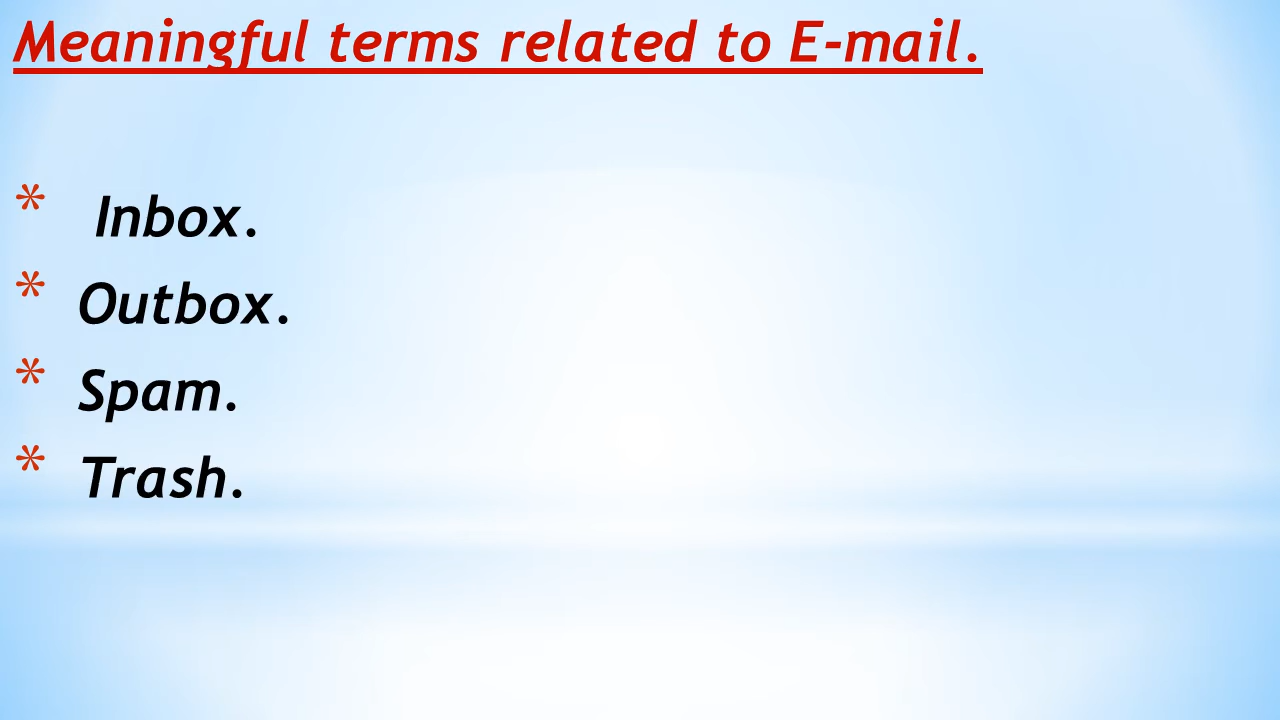 Meaningful terms related to E-mail.
* Inbox.
* Outbox.
* Spam.
* Trash.